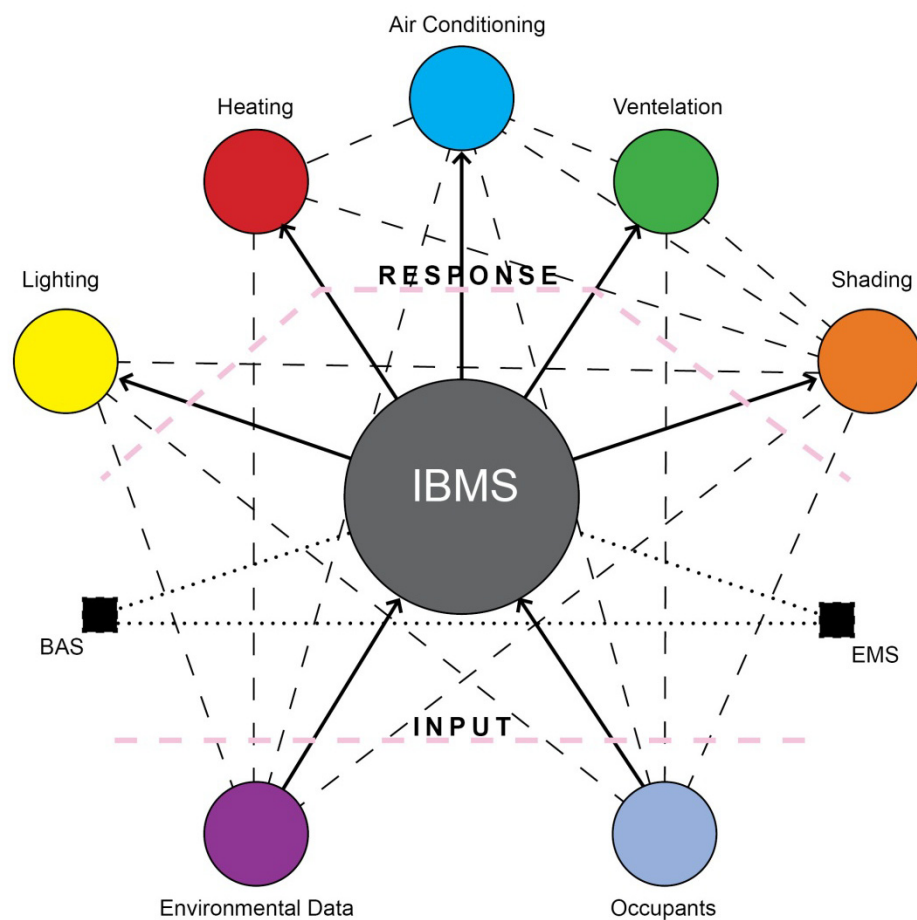 Air Conditioning
Heating
Ventelation
RESPONSE
Lighting
Shading
IBMS
BAS
EMS
INPUT
Environmental Data
Occupants